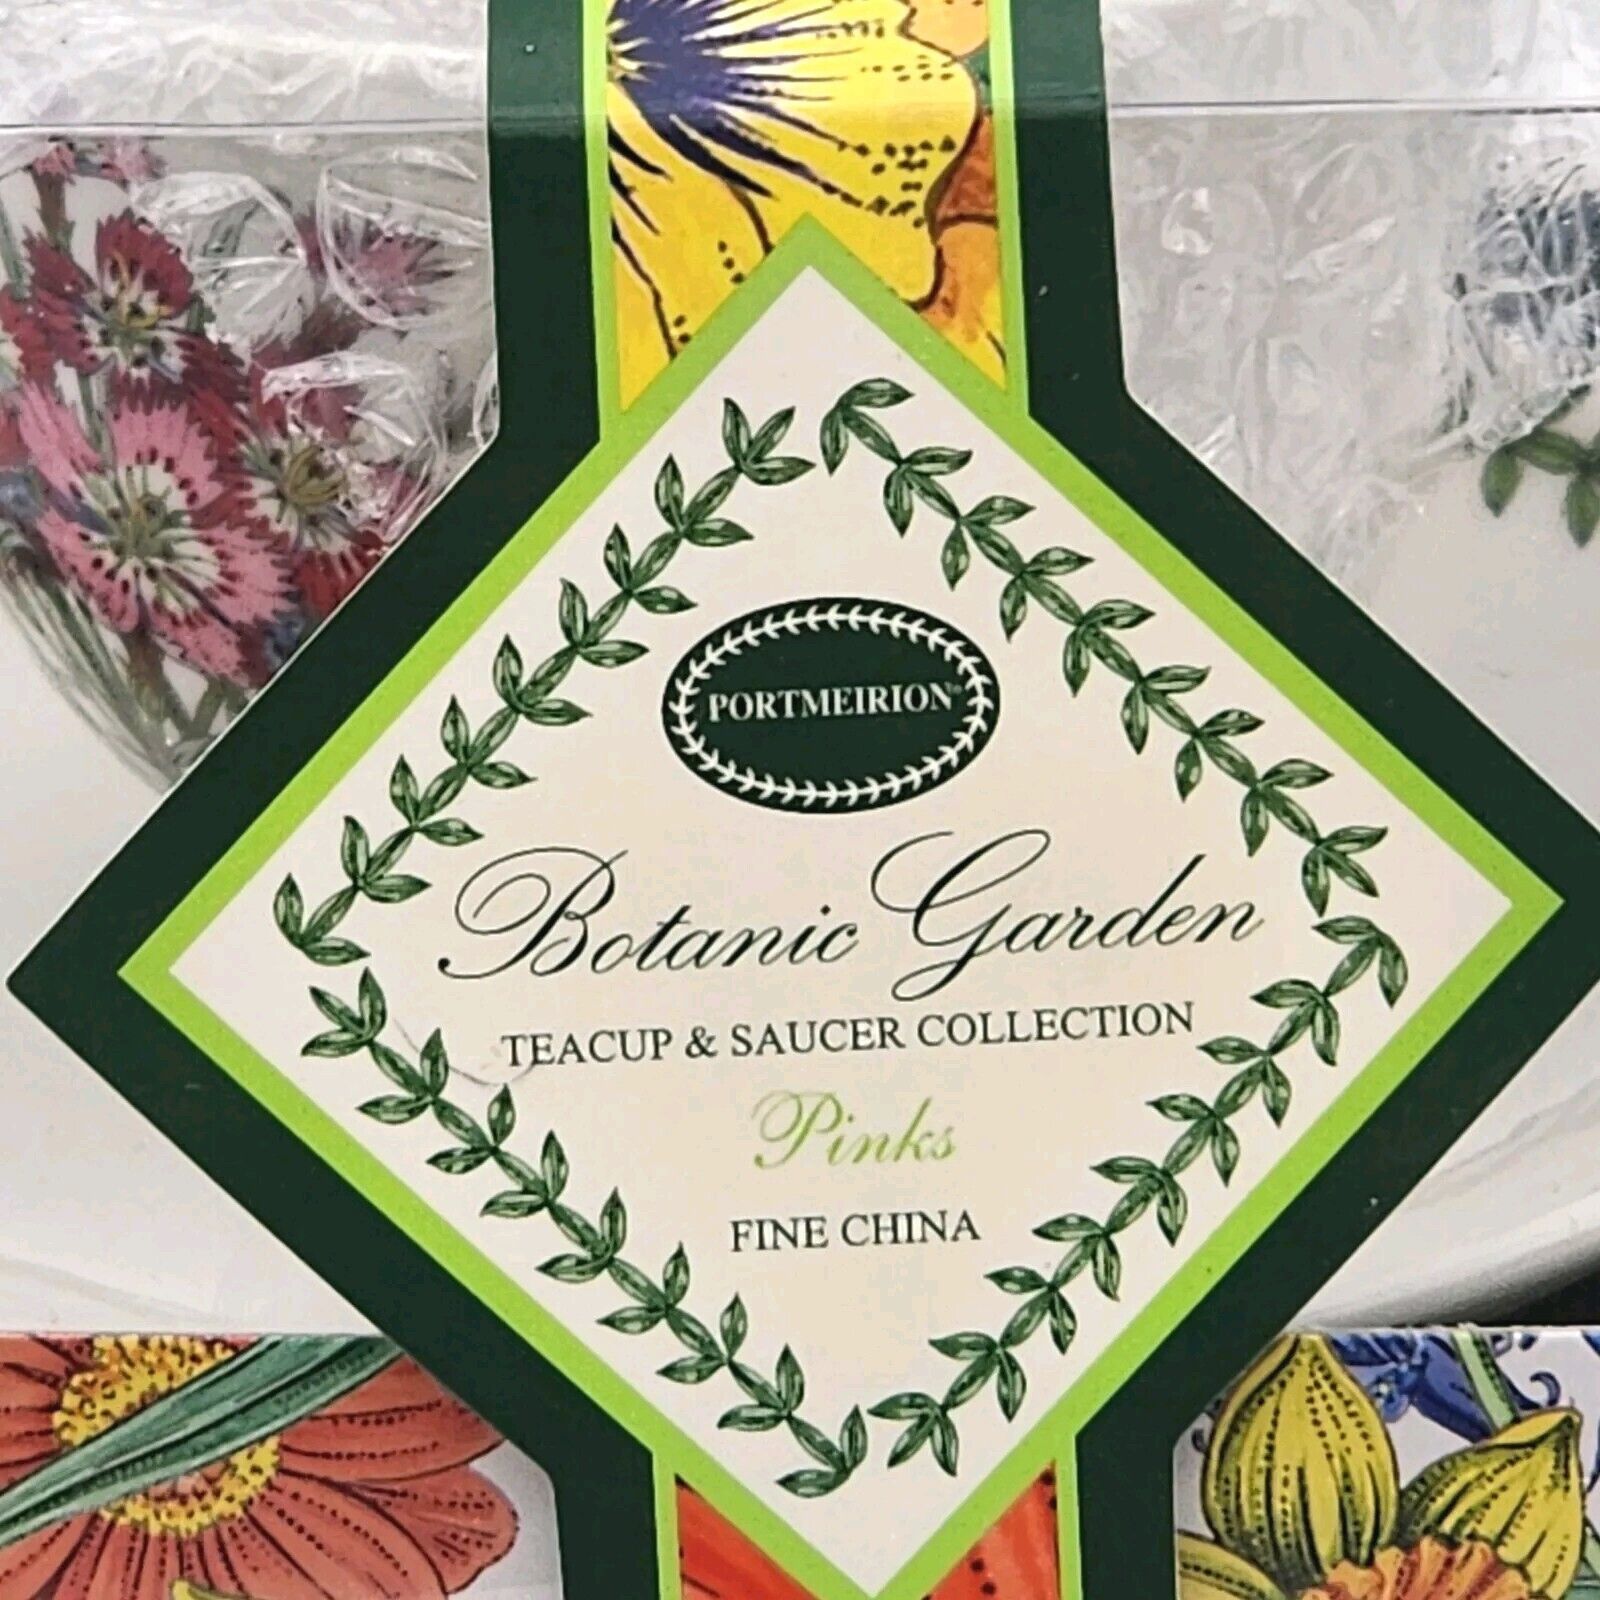 PORTMEIRION®
Botanic Garden
TEACUP & SAUCER COLLECTION
Pinks
FINE CHINA